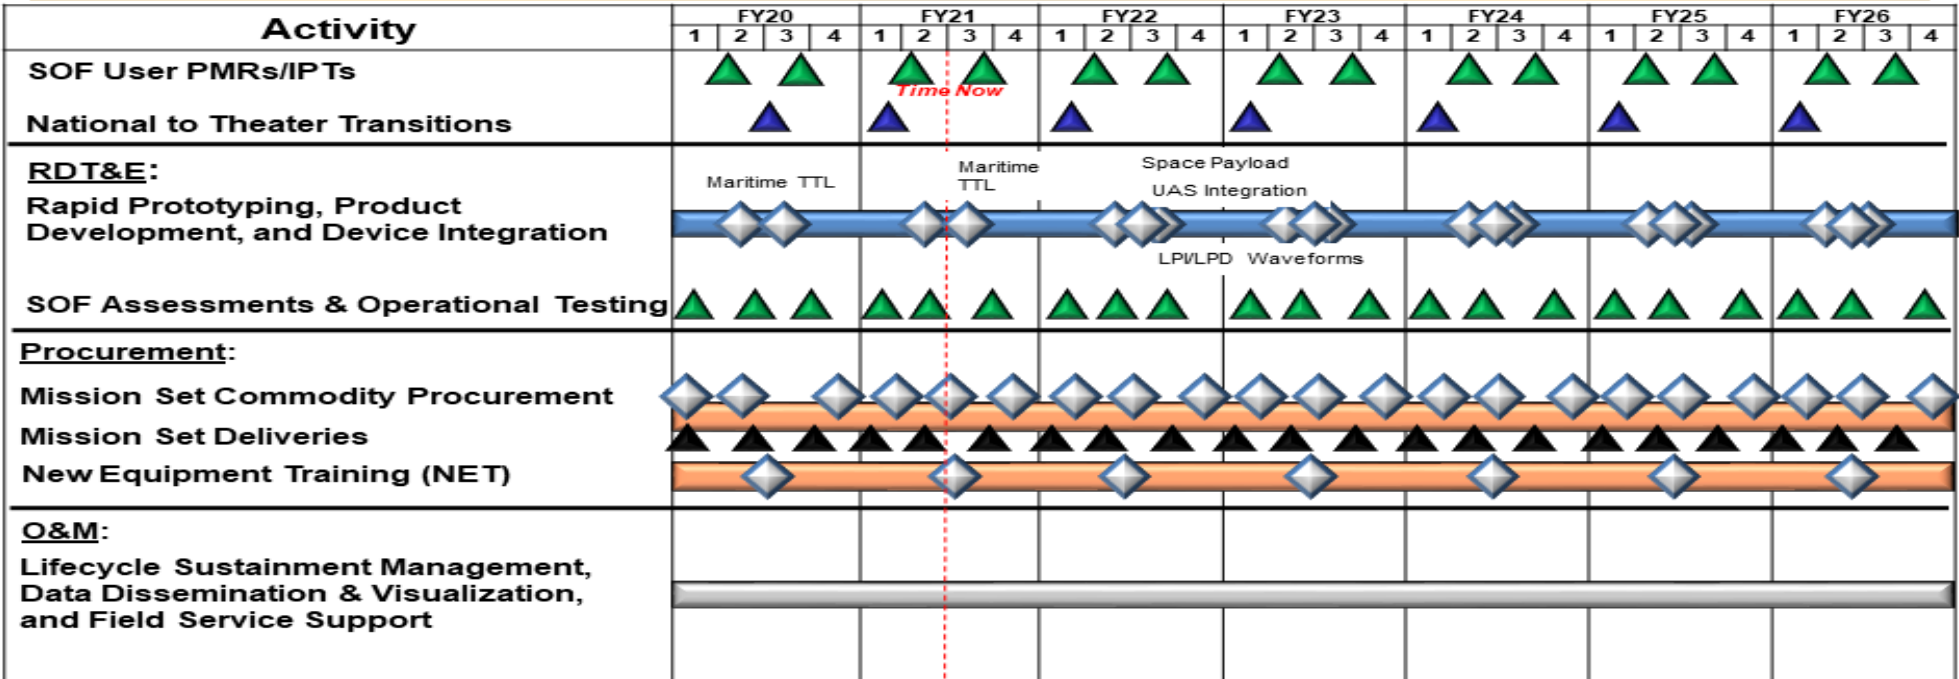 Activity
FY20 FY21 FY22 FY23 FY24 FY25 FY26
1 2 3 4 1 2 3 4 1 2 3 4 1 2 3 4 1 2 3 4 1 2 3 4 1 2 3 4
SOF User PMRs/IPTs
Time Now
National to Theater Transitions
RDT&E:
Maritime TTL
Maritime
TTL
Space Payload
UAS Integration
Rapid Prototyping, Product
Development, and Device Integration
LPI/LPD Waveforms
SOF Assessments & Operational Testing
Procurement:
Mission Set Commodity Procurement
Mission Set Deliveries
New Equipment Training (NET)
O&M:
Lifecycle Sustainment Management,
Data Dissemination & Visualization,
and Field Service Support